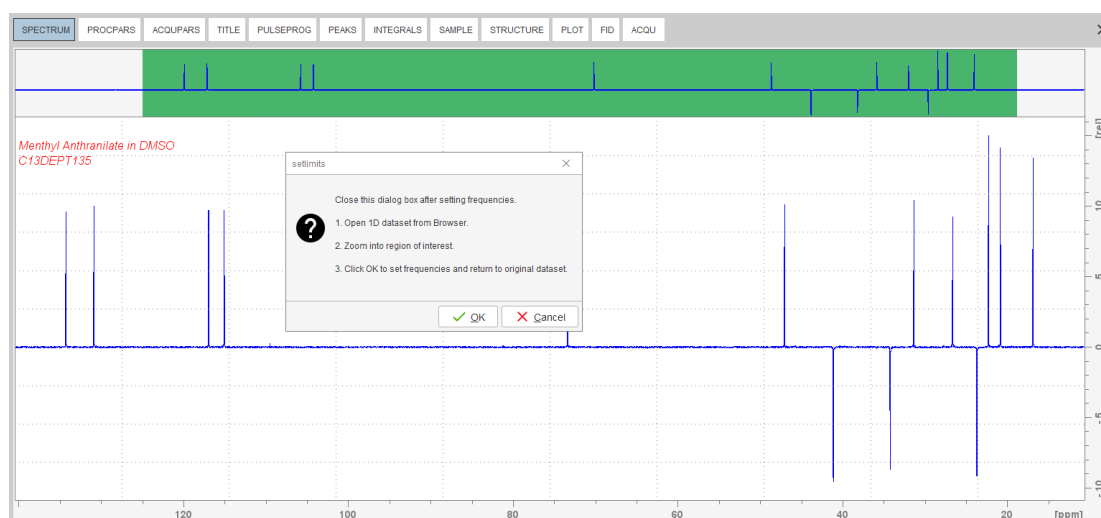 SPECTRUM PROCPARS ACQUPARS TITLE PULSEPROG PEAKS INTEGRALS SAMPLE STRUCTURE PLOT FID ACQU
Menthyl Anthranilate in DMSO
C13DEPT135
setlimits
Close this dialog box after setting frequencies.
1. Open 1D dataset from Browser.
2. Zoom into region of interest.
3. Click OK to set frequencies and return to original dataset.
OK Cancel
[rel]
10
5
0
-5
-10
120 100 80 60 40 20 [ppm]